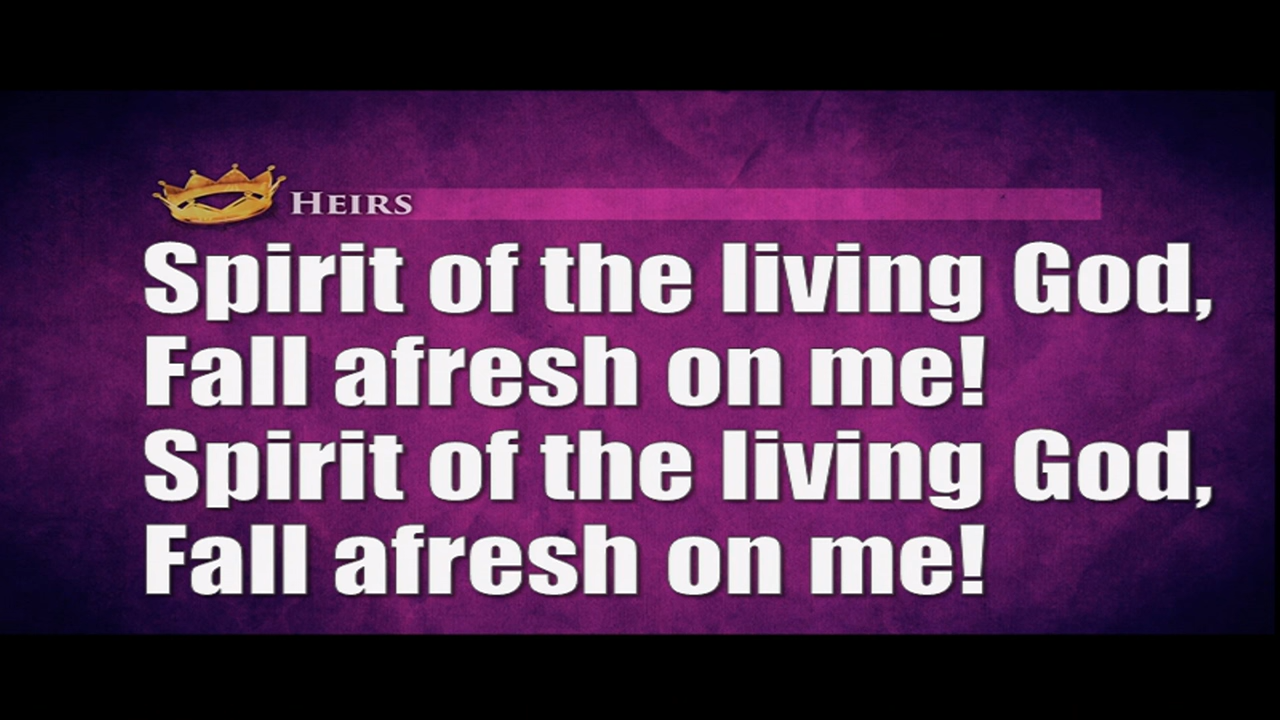 HEIRS
Spirit of the living God,
Fall afresh on me!
Spirit of the living God,
Fall afresh on me!